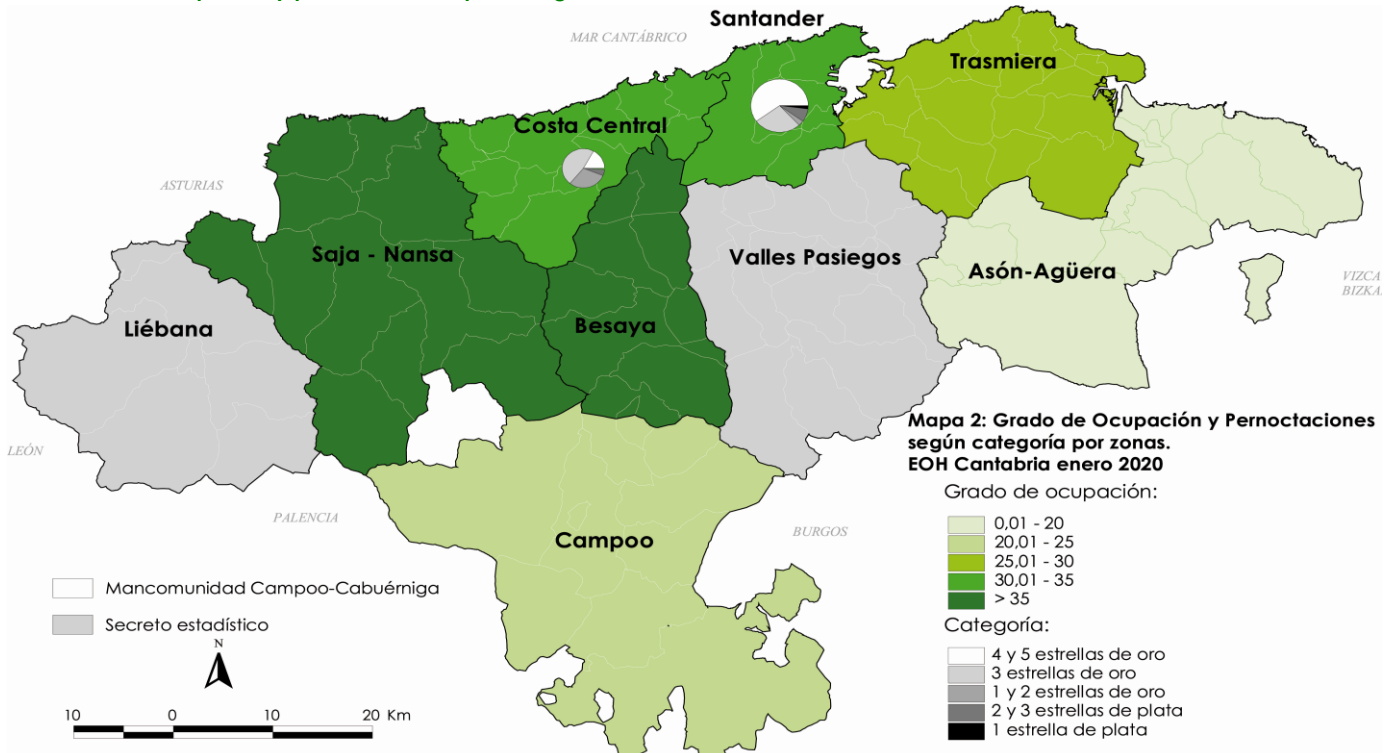 Santander
MAR CANTÁBRICO
Trasmiera
Costa Central
ASTURIAS
Saja - Nansa
Valles Pasiegos
Asón-Agüera
Liébana
Besaya
LEÓN
PALENCIA
Campoo
BURGOS
Mancomunidad Campoo-Cabuérniga
Secreto estadístico
N
10 0 10 20 Km
Mapa 2: Grado de Ocupación y Pernoctaciones
según categoría por zonas.
EOH Cantabria enero 2020
Grado de ocupación:
0,01 - 20
20,01 - 25
25,01 - 30
30,01 - 35
> 35
Categoría:
4 y 5 estrellas de oro
3 estrellas de oro
1 y 2 estrellas de oro
2 y 3 estrellas de plata
1 estrella de plata